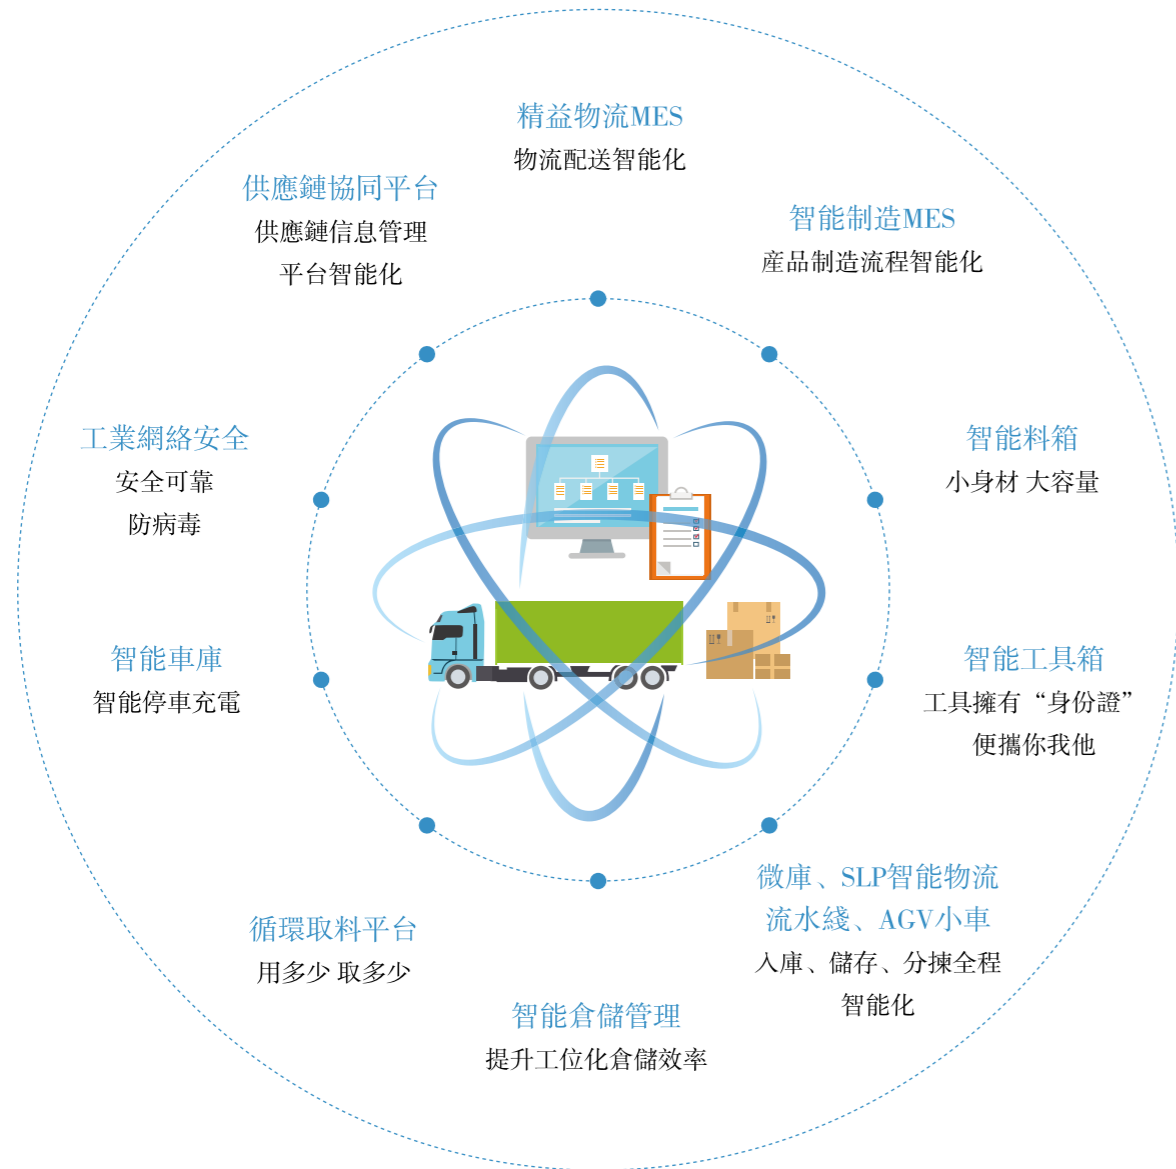 精益物流MES
物流配送智能化
供應鏈協同平台
供應鏈信息管理
平台智能化
智能制造MES
産品制造流程智能化
工業網絡安全
安全可靠
防病毒
智能料箱
小身材 大容量
智能車庫
智能停車充電
智能工具箱
工具擁有“身份證”
便攜你我他
微庫、SLP智能物流
流水綫、AGV小車
入庫、儲存、分揀全程
智能化
循環取料平台
用多少 取多少
智能倉儲管理
提升工位化倉儲效率